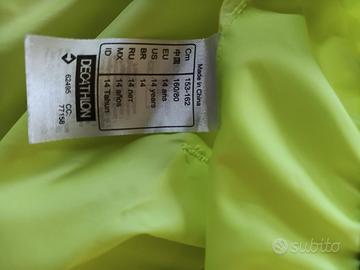 Made in China
Cm 153-162
中国 160/80
EU 14 ans
US 14 years
BR 14
RU 14 лет
MX 14 años
ID 14 Tahun
DECATHLON
62495 CC-
77158
subito